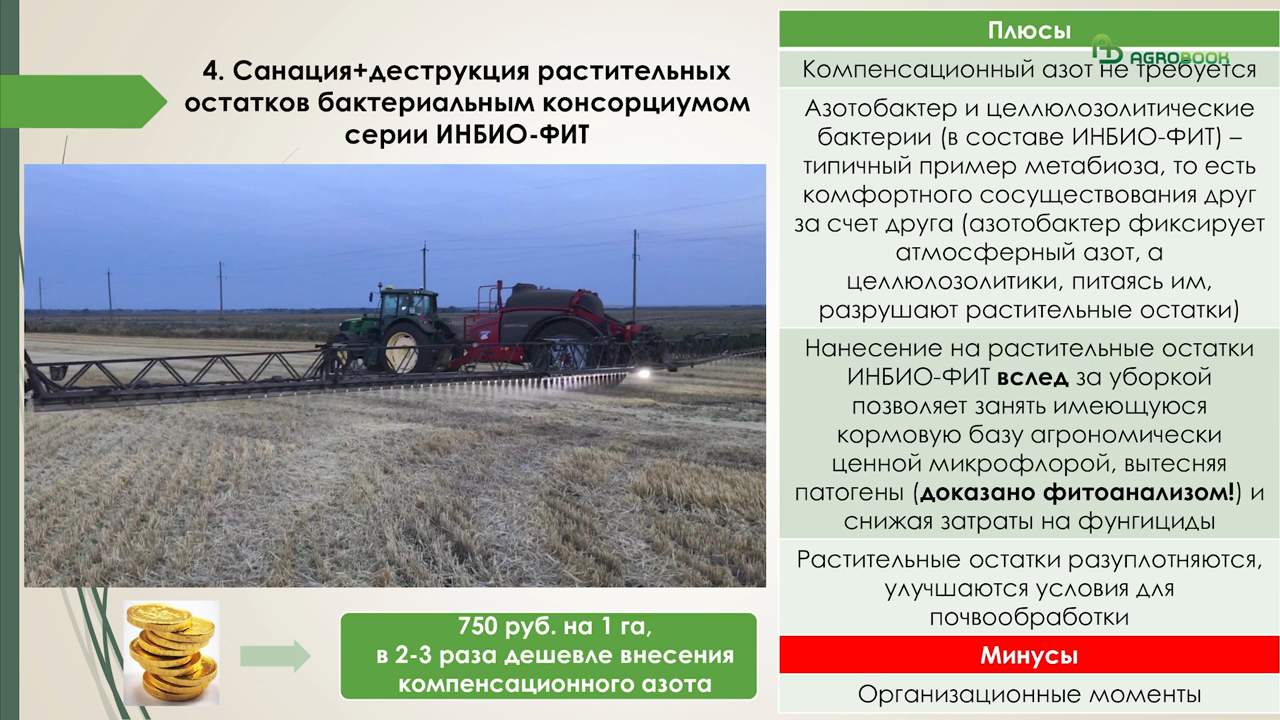 4. Санация+деструкция растительных
остатков бактериальным консорциумом
серии ИНБИО-ФИТ
750 руб. на 1 га,
в 2-3 раза дешевле внесения
компенсационного азота
Плюсы
AGROBOOK
Компенсационный азот не требуется
Азотобактер и целлюлозолитические
бактерии (в составе ИНБИО-ФИТ) –
типичный пример метабиоза, то есть
комфортного сосуществования друг
за счет друга (азотобактер фиксирует
атмосферный азот, а
целлюлозолитики, питаясь им,
разрушают растительные остатки)
Нанесение на растительные остатки
ИНБИО-ФИТ вслед за уборкой
позволяет занять имеющуюся
кормовую базу агрономически
ценной микрофлорой, вытесняя
патогены (доказано фитоанализом!) и
снижая затраты на фунгициды
Растительные остатки разуплотняются,
улучшаются условия для
почвообработки
Минусы
Организационные моменты